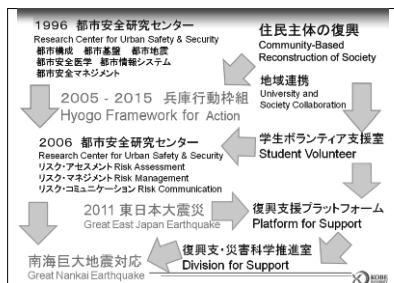 1996 都市安全研究センター
Research Center for Urban Safety & Security
都市構成 都市基盤 都市地震
都市安全医学 都市情報システム
都市安全マネジメント
住民主体の復興
Community-Based
Reconstruction of Society
地域連携
University and
Society Collaboration
2005 - 2015 兵庫行動枠組
Hyogo Framework for Action
2006 都市安全研究センター
Research Center for Urban Safety & Security
リスク・アセスメント Risk Assessment
リスク・マネジメント Risk Management
リスク・コミュニケーション Risk Communication
学生ボランティア支援室
Student Volunteer
2011 東日本大震災
Great East Japan Earthquake
復興支援プラットフォーム
Platform for Support
復興支・災害科学推進室
Division for Support
南海巨大地震対応
Great Nankai Earthquake
KOBE